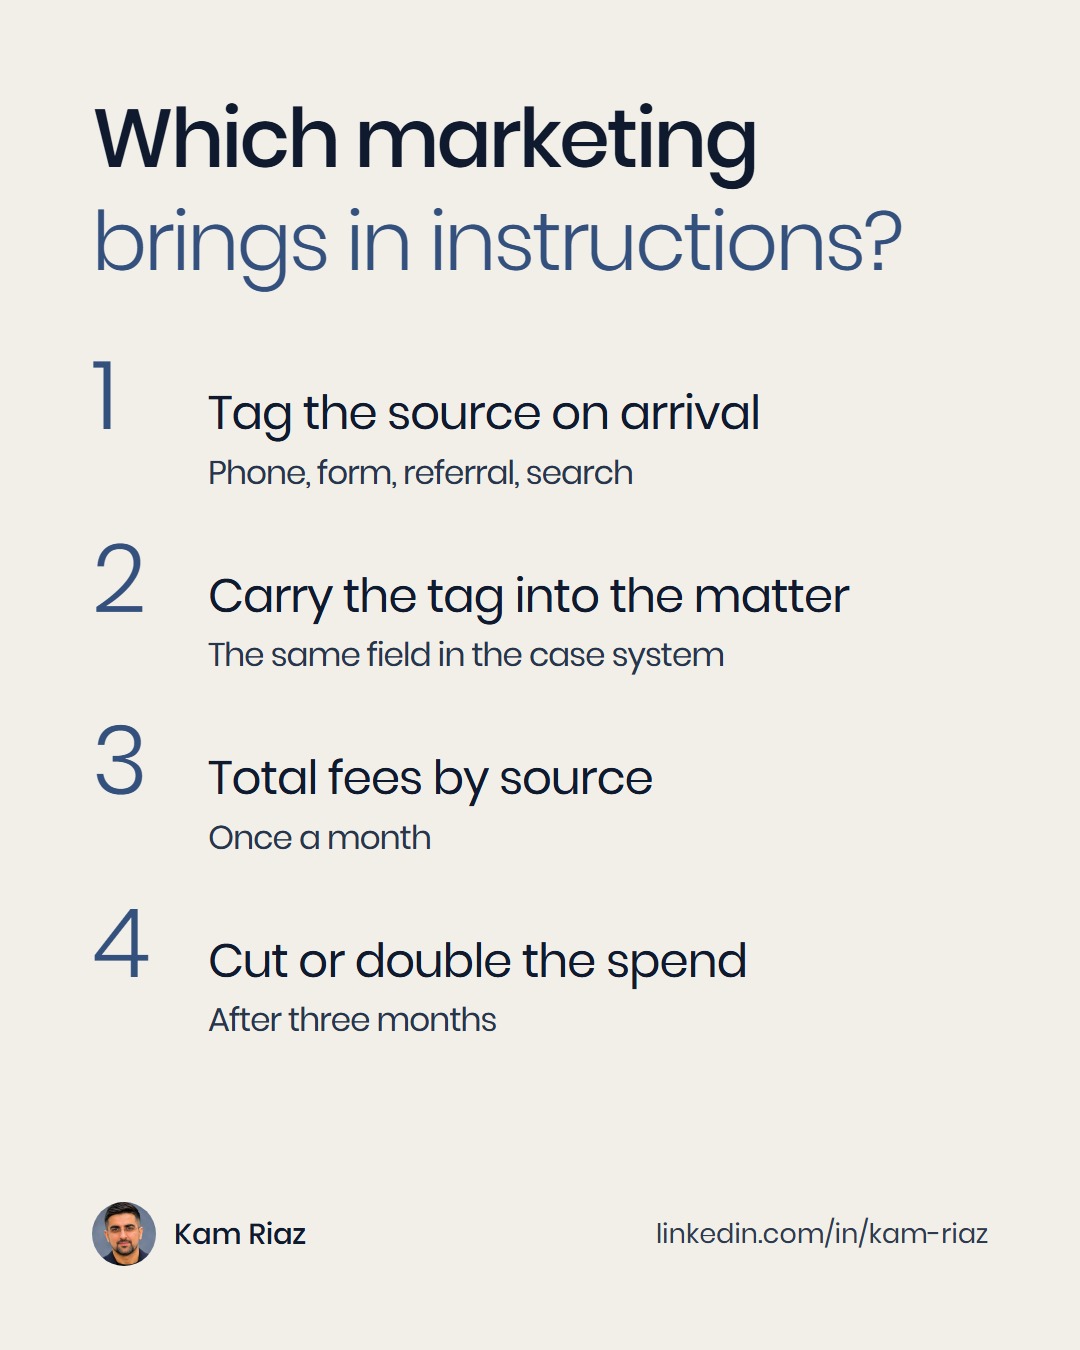 Which marketing
brings in instructions?
1
Tag the source on arrival
Phone, form, referral, search
2
Carry the tag into the matter
The same field in the case system
3
Total fees by source
Once a month
4
Cut or double the spend
After three months
Kam Riaz
linkedin.com/in/kam-riaz